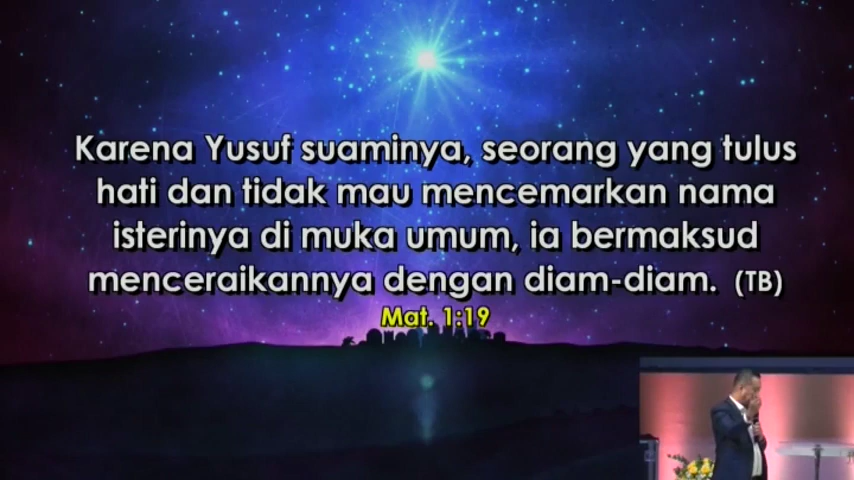 Karena Yusuf suaminya, seorang yang tulus
hati dan tidak mau mencemarkan nama
isterinya di muka umum, ia bermaksud
menceraikannya dengan diam-diam. (TB)
Mat. 1:19